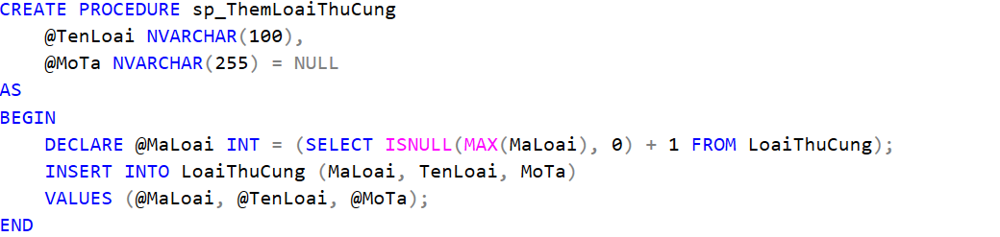 CREATE PROCEDURE sp_ThemLoaiThuCung
    @TenLoai NVARCHAR(100),
    @MoTa NVARCHAR(255) = NULL
AS
BEGIN
    DECLARE @MaLoai INT = (SELECT ISNULL(MAX(MaLoai), 0) + 1 FROM LoaiThuCung);
    INSERT INTO LoaiThuCung (MaLoai, TenLoai, MoTa)
    VALUES (@MaLoai, @TenLoai, @MoTa);
END